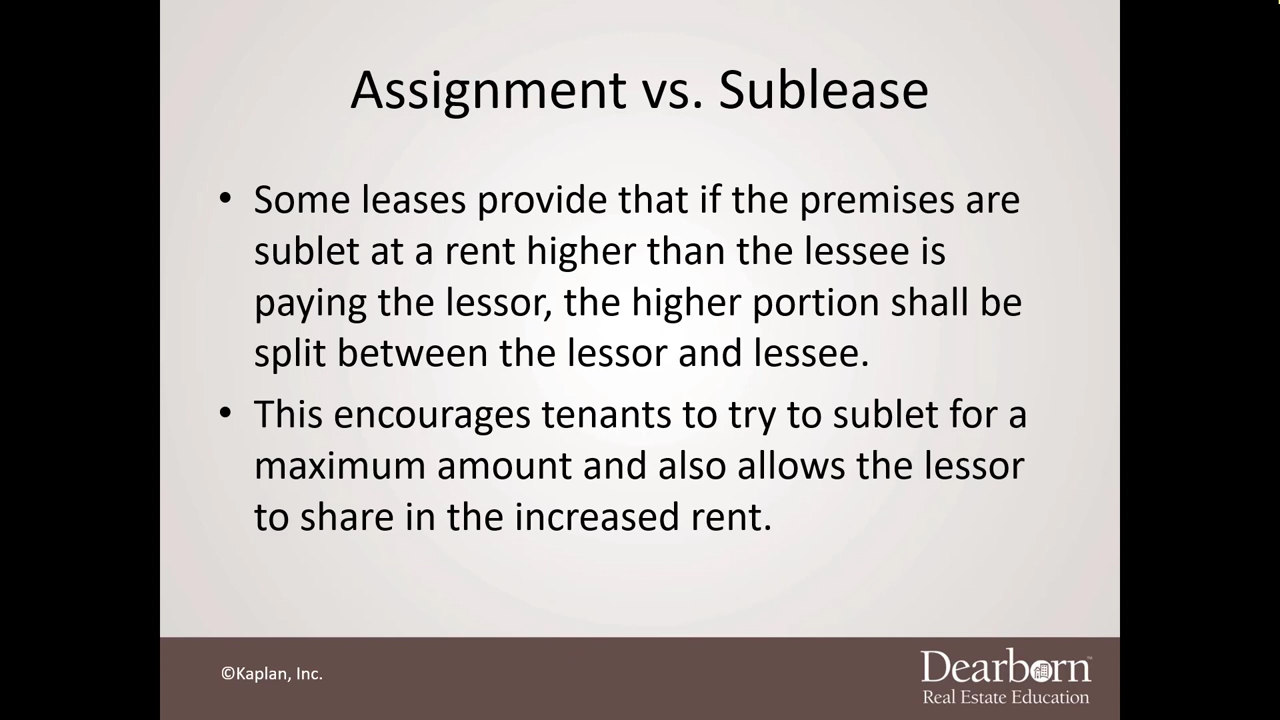 Assignment vs. Sublease
• Some leases provide that if the premises are
sublet at a rent higher than the lessee is
paying the lessor, the higher portion shall be
split between the lessor and lessee.
• This encourages tenants to try to sublet for a
maximum amount and also allows the lessor
to share in the increased rent.
©Kaplan, Inc.
Dearborn™
Real Estate Education